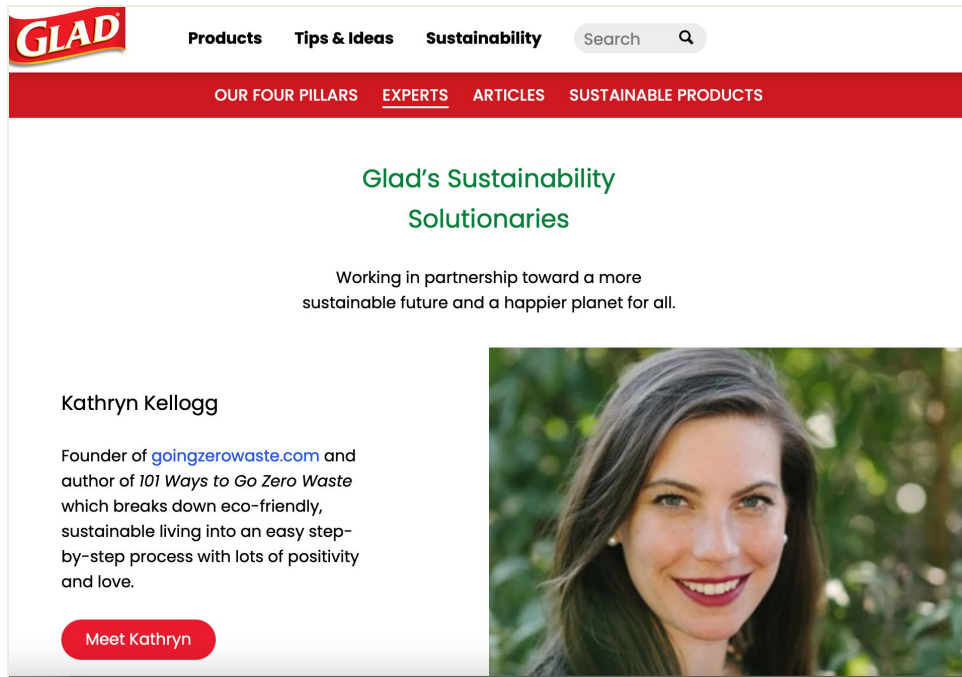 GLAD
Products Tips & Ideas Sustainability Search
OUR FOUR PILLARS EXPERTS ARTICLES SUSTAINABLE PRODUCTS
Glad's Sustainability
Solutionaries
Working in partnership toward a more
sustainable future and a happier planet for all.
Kathryn Kellogg
Founder of goingzerowaste.com and
author of 101 Ways to Go Zero Waste
which breaks down eco-friendly,
sustainable living into an easy step-
by-step process with lots of positivity
and love.
Meet Kathryn